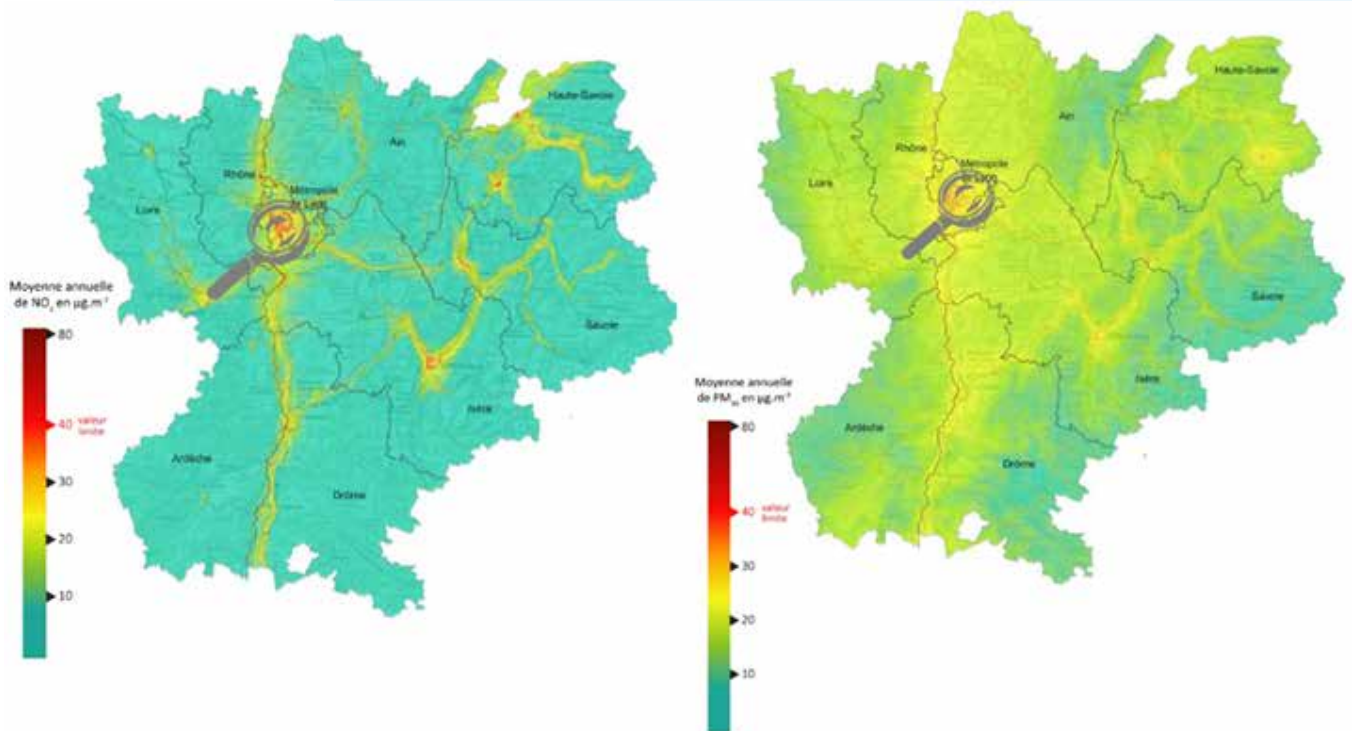 Haute-Savoie
Ain
Rhône
Métropole
de Lyon
Loire
Moyenne annuelle
de NO₂ en µg.m⁻³
80
40 valeur
limite
30
20
10
Savoie
Isère
Ardèche
Drôme
Haute-Savoie
Ain
Rhône
Métropole
de Lyon
Loire
Savoie
Isère
Moyenne annuelle
de PM₁₀ en µg.m⁻³
80
40 valeur
limite
30
20
10
Ardèche
Drôme